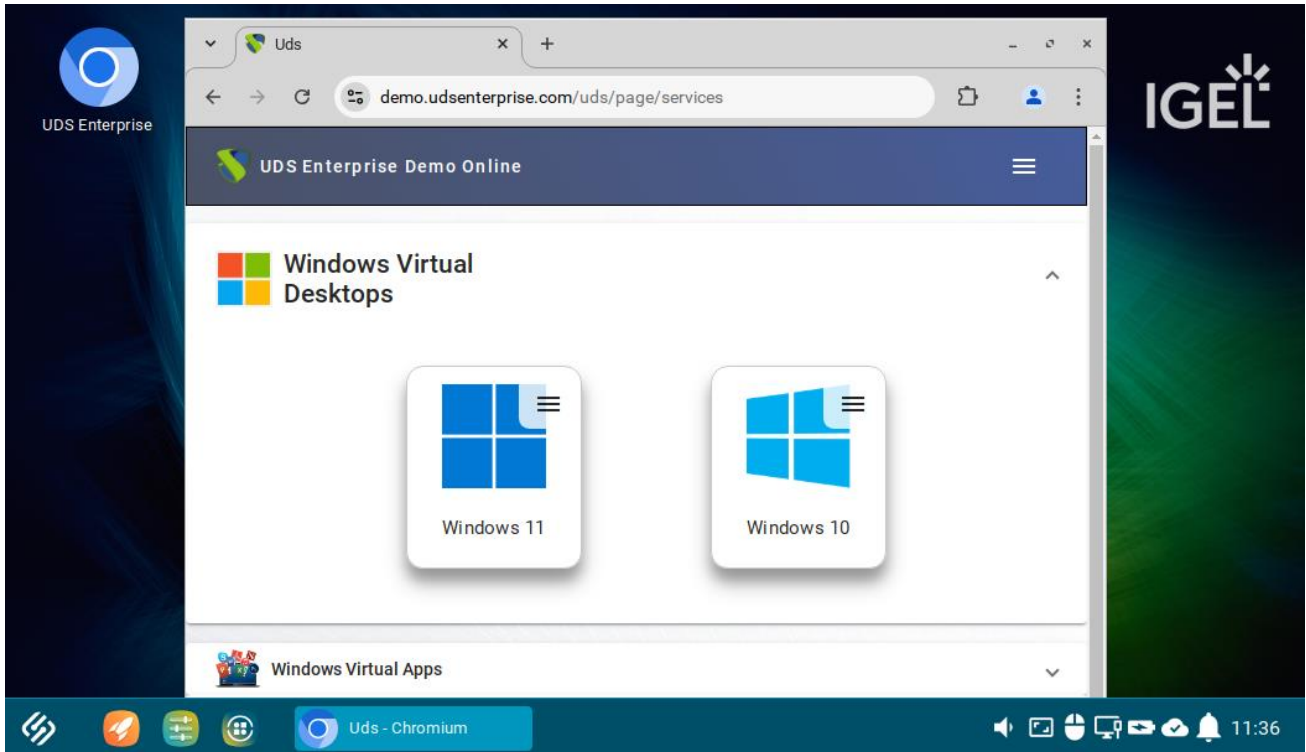 Uds
demo.udsenterprise.com/uds/page/services
UDS Enterprise
IGEL
UDS Enterprise Demo Online
Windows Virtual
Desktops
Windows 11
Windows 10
Windows Virtual Apps
Uds - Chromium
11:36